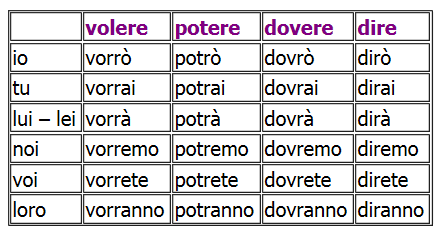 volere potere dovere dire
io vorrò potrò dovrò dirò
tu vorrai potrai dovrai dirai
lui – lei vorrà potrà dovrà dirà
noi vorremo potremo dovremo diremo
voi vorrete potrete dovrete direte
loro vorranno potranno dovranno diranno